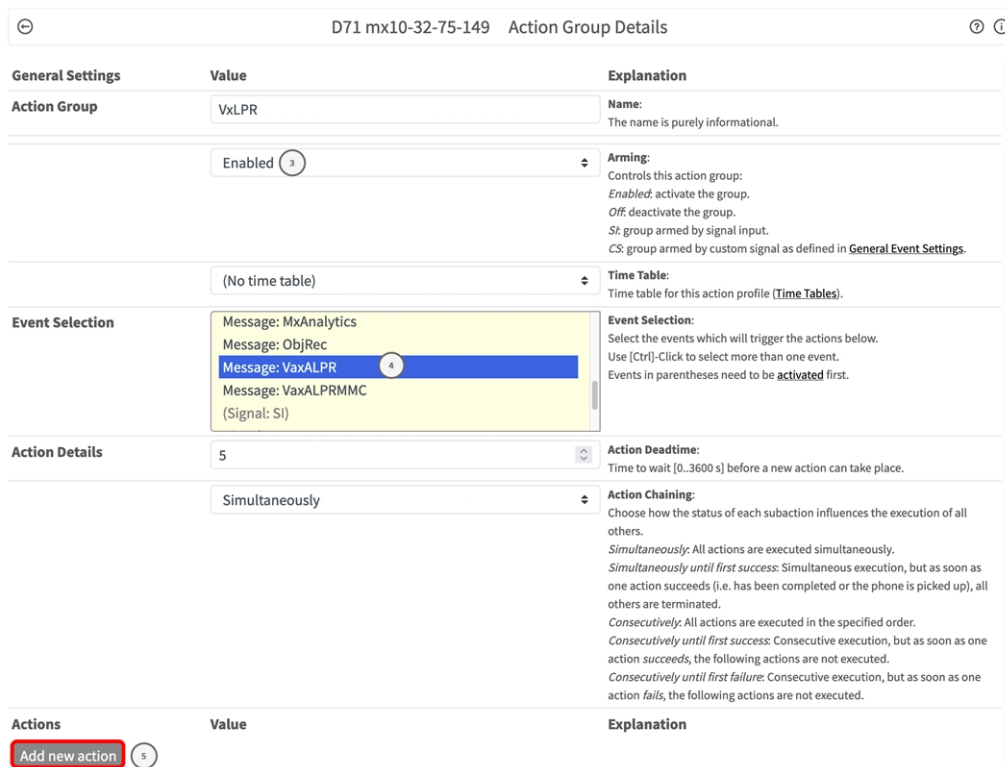 D71 mx10-32-75-149 Action Group Details
General Settings Value Explanation
Action Group VxLPR Name:
The name is purely informational.
Enabled 3 Arming:
Controls this action group:
Enabled: activate the group.
Off: deactivate the group.
SI: group armed by signal input.
CS: group armed by custom signal as defined in General Event Settings.
(No time table) Time Table:
Time table for this action profile (Time Tables).
Event Selection Message: MxAnalytics Event Selection:
Message: ObjRec Select the events which will trigger the actions below.
Message: VaxALPR 4 Use [Ctrl]-Click to select more than one event.
Message: VaxALPRMMC Events in parentheses need to be activated first.
(Signal: SI)
Action Details 5 Action Deadtime:
Time to wait [0..3600 s] before a new action can take place.
Simultaneously Action Chaining:
Choose how the status of each subaction influences the execution of all
others.
Simultaneously: All actions are executed simultaneously.
Simultaneously until first success: Simultaneous execution, but as soon as
one action succeeds (i.e. has been completed or the phone is picked up), all
others are terminated.
Consecutively: All actions are executed in the specified order.
Consecutively until first success: Consecutive execution, but as soon as one
action succeeds, the following actions are not executed.
Consecutively until first failure: Consecutive execution, but as soon as one
action fails, the following actions are not executed.
Actions Value Explanation
Add new action 5